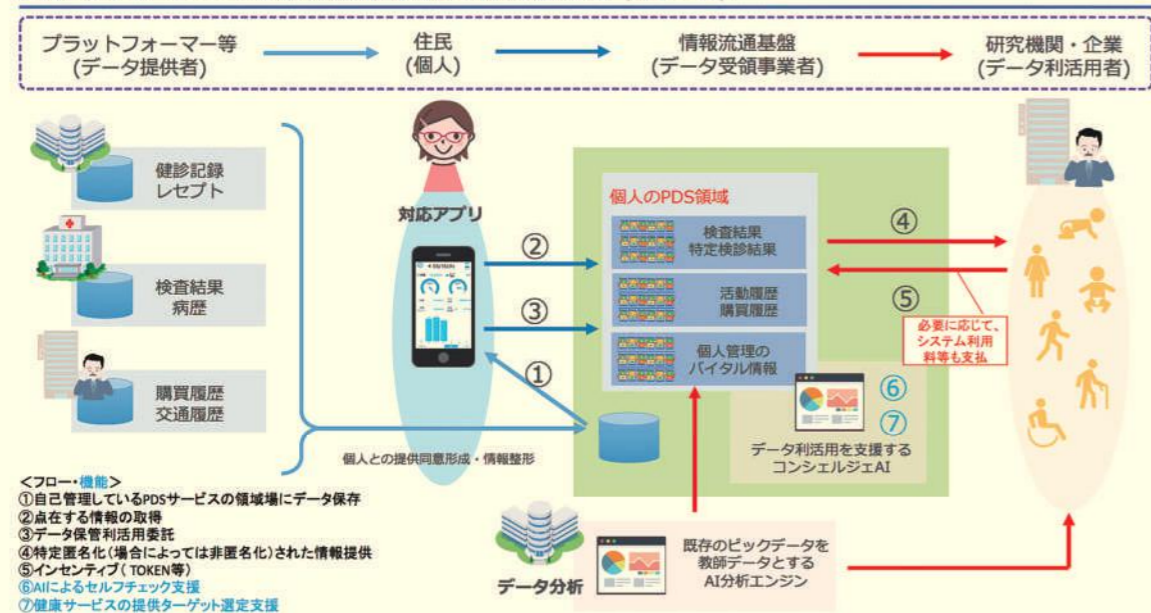 プラットフォーマー等
(データ提供者)
住民
(個人)
情報流通基盤
(データ受領事業者)
研究機関・企業
(データ利活用者)
健診記録
レセプト
検査結果
病歴
購買履歴
交通履歴
対応アプリ
②
③
①
個人のPDS領域
検査結果
特定検診結果
活動履歴
購買履歴
個人管理の
バイタル情報
④
⑤
必要に応じて、
システム利用
料等も支払
⑥
⑦
データ利活用を支援する
コンシェルジェAI
個人との提供同意形成・情報整形
<フロー・機能>
①自己管理しているPDSサービスの領域場にデータ保存
②点在する情報の取得
③データ保管利活用委託
④特定匿名化(場合によっては非匿名化)された情報提供
⑤インセンティブ( TOKEN等)
⑥AIによるセルフチェック支援
⑦健康サービスの提供ターゲット選定支援
データ分析
既存のビックデータを
教師データとする
AI分析エンジン